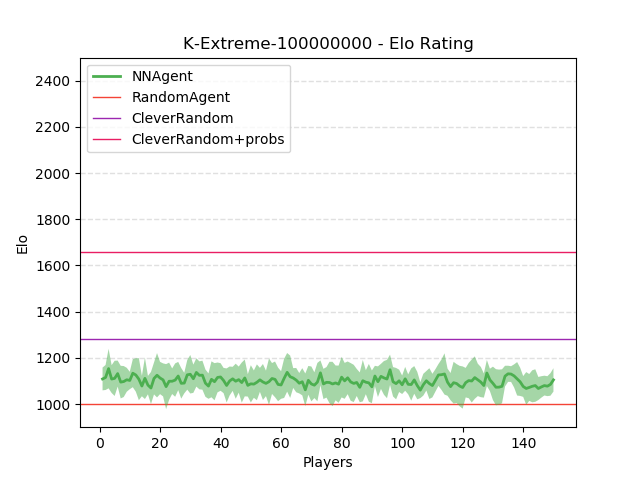 K-Extreme-100000000 - Elo Rating
NNAgent
RandomAgent
CleverRandom
CleverRandom+probs
2400
2200
2000
1800
1600
1400
1200
1000
Elo
0 20 40 60 80 100 120 140
Players